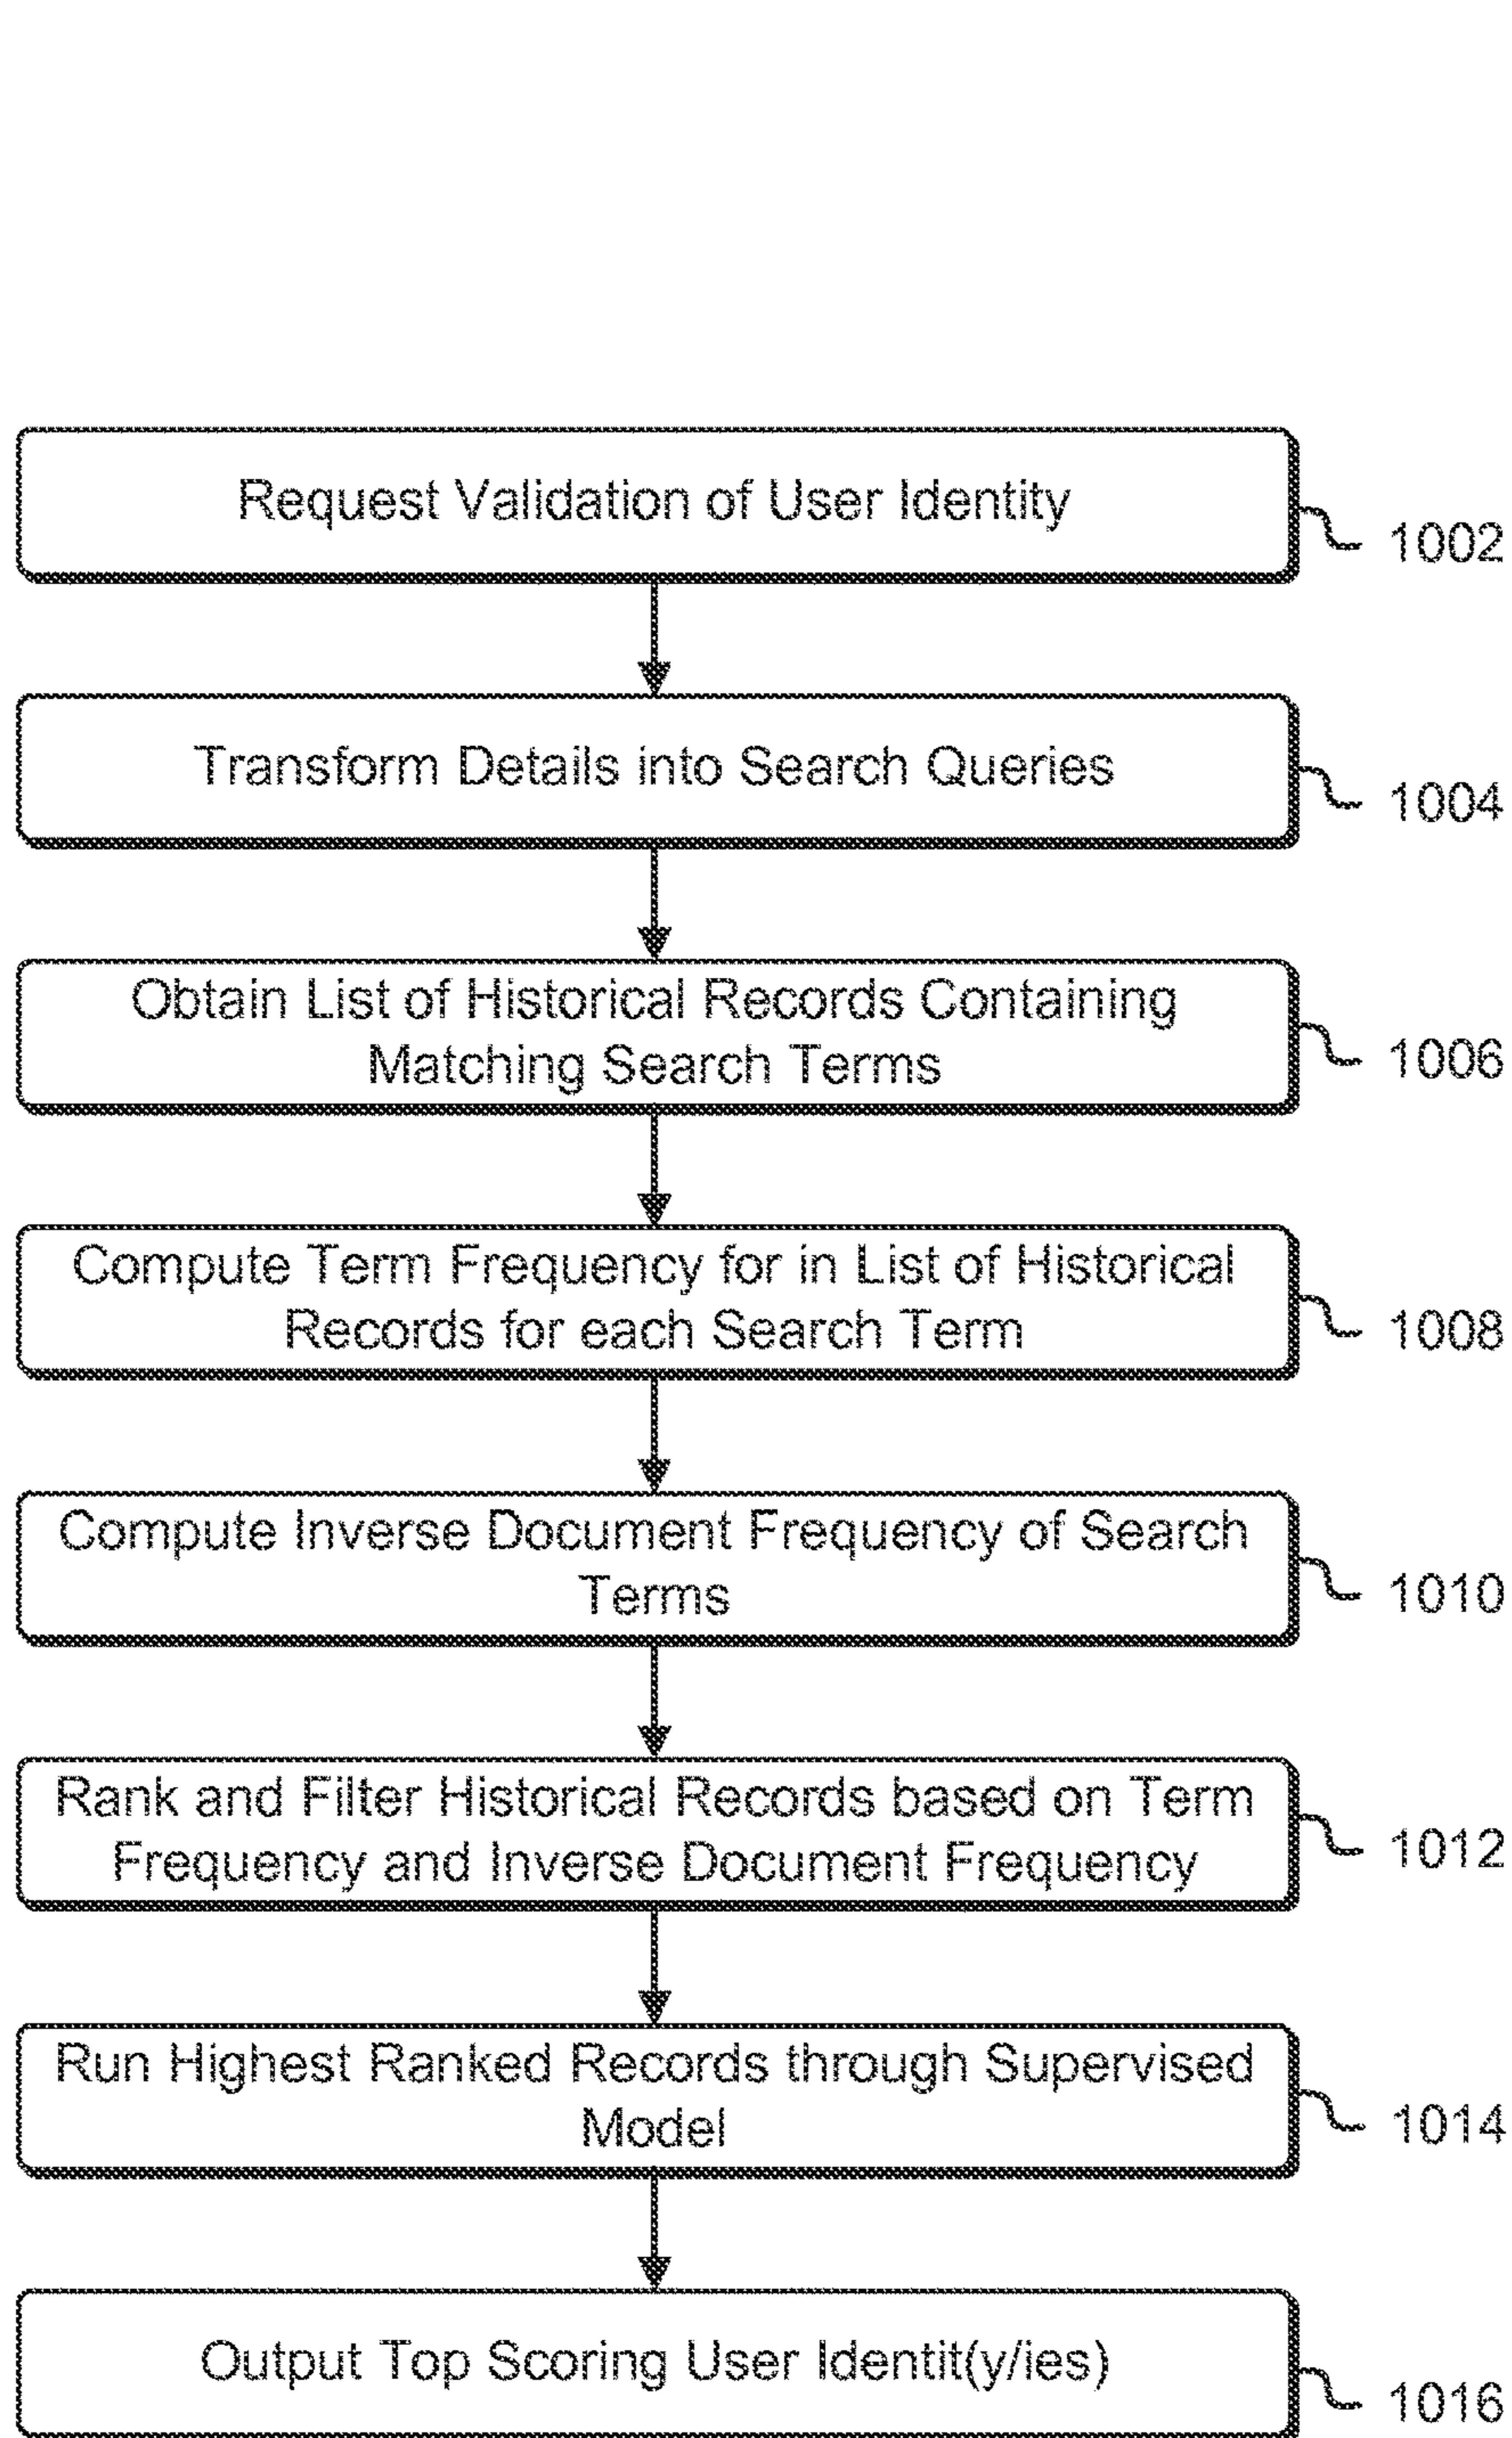 Request Validation of User Identity
1002
Transform Details into Search Queries
1004
Obtain List of Historical Records Containing
Matching Search Terms
1006
Compute Term Frequency for in List of Historical
Records for each Search Term
1008
Compute Inverse Document Frequency of Search
Terms
1010
Rank and Filter Historical Records based on Term
Frequency and Inverse Document Frequency
1012
Run Highest Ranked Records through Supervised
Model
1014
Output Top Scoring User Identit(y/ies)
1016